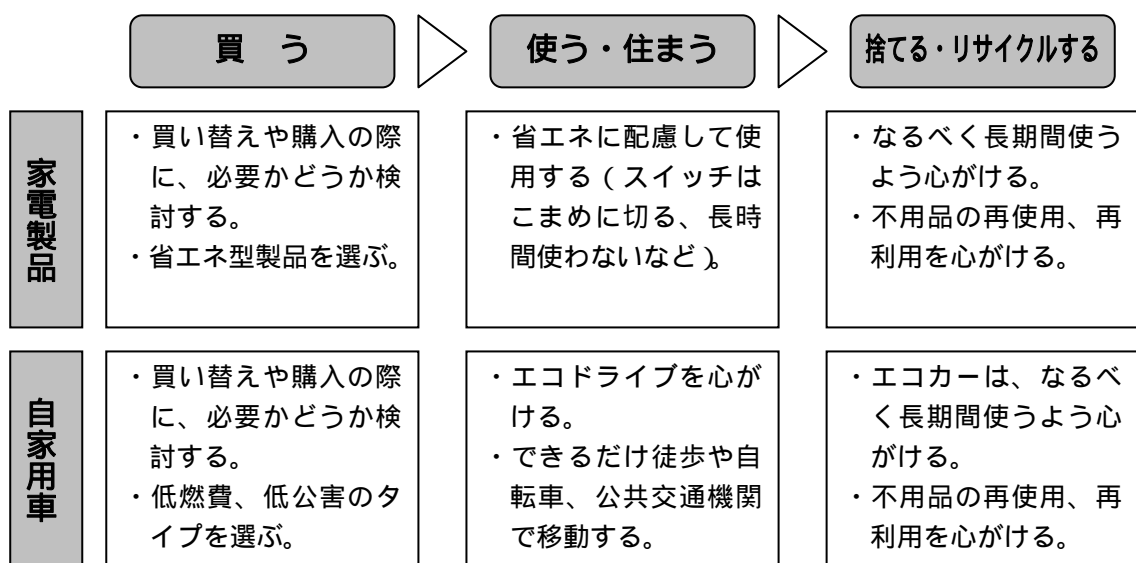 買　う
使う・住まう
捨てる・リサイクルする
家電製品
・買い替えや購入の際
に、必要かどうか検
討する。
・省エネ型製品を選ぶ。
・省エネに配慮して使
用する（スイッチは
こまめに切る、長時
間使わないなど）。
・なるべく長期間使う
よう心がける。
・不用品の再使用、再
利用を心がける。
自家用車
・買い替えや購入の際
に、必要かどうか検
討する。
・低燃費、低公害のタ
イプを選ぶ。
・エコドライブを心が
ける。
・できるだけ徒歩や自
転車、公共交通機関
で移動する。
・エコカーは、なるべ
く長期間使うよう心
がける。
・不用品の再使用、再
利用を心がける。